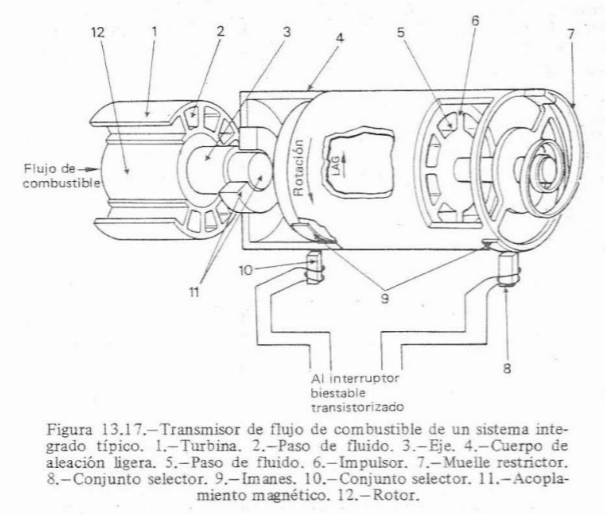 12
1
2
3
4
5
6
7
Flujo de
combustible
Rotación
LAG
10
11
9
8
Al interruptor
biestable
transistorizado
Figura 13.17.—Transmisor de flujo de combustible de un sistema inte-
grado típico. 1.—Turbina. 2.—Paso de fluido. 3.—Eje. 4.—Cuerpo de
aleación ligera. 5.—Paso de fluido. 6.—Impulsor. 7.—Muelle restrictor.
8.—Conjunto selector. 9.—Imanes. 10.—Conjunto selector. 11.—Acopla-
miento magnético. 12.—Rotor.